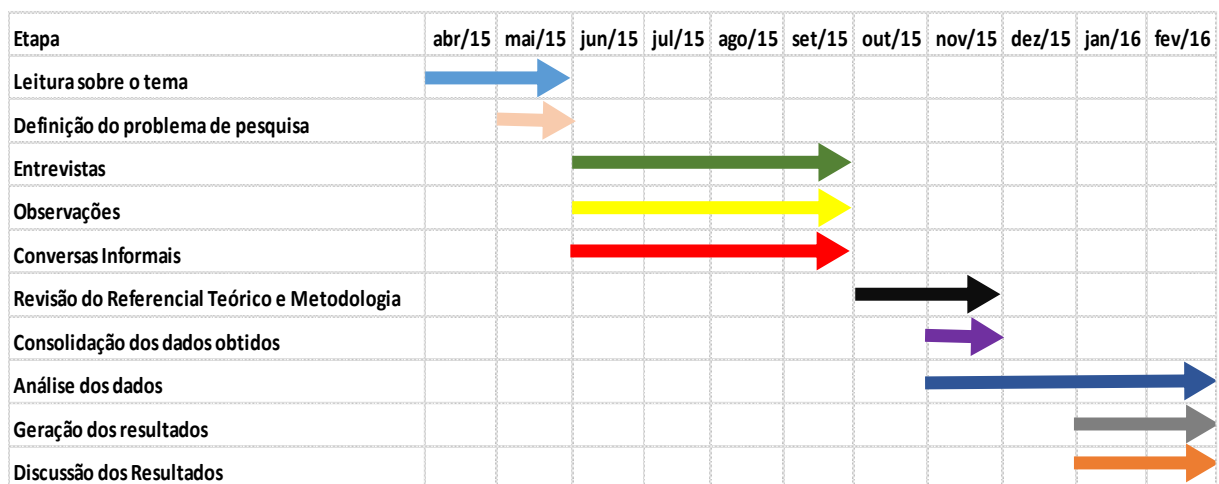 Etapa abr/15 mai/15 jun/15 jul/15 ago/15 set/15 out/15 nov/15 dez/15 jan/16 fev/16
Leitura sobre o tema
Definição do problema de pesquisa
Entrevistas
Observações
Conversas Informais
Revisão do Referencial Teórico e Metodologia
Consolidação dos dados obtidos
Análise dos dados
Geração dos resultados
Discussão dos Resultados